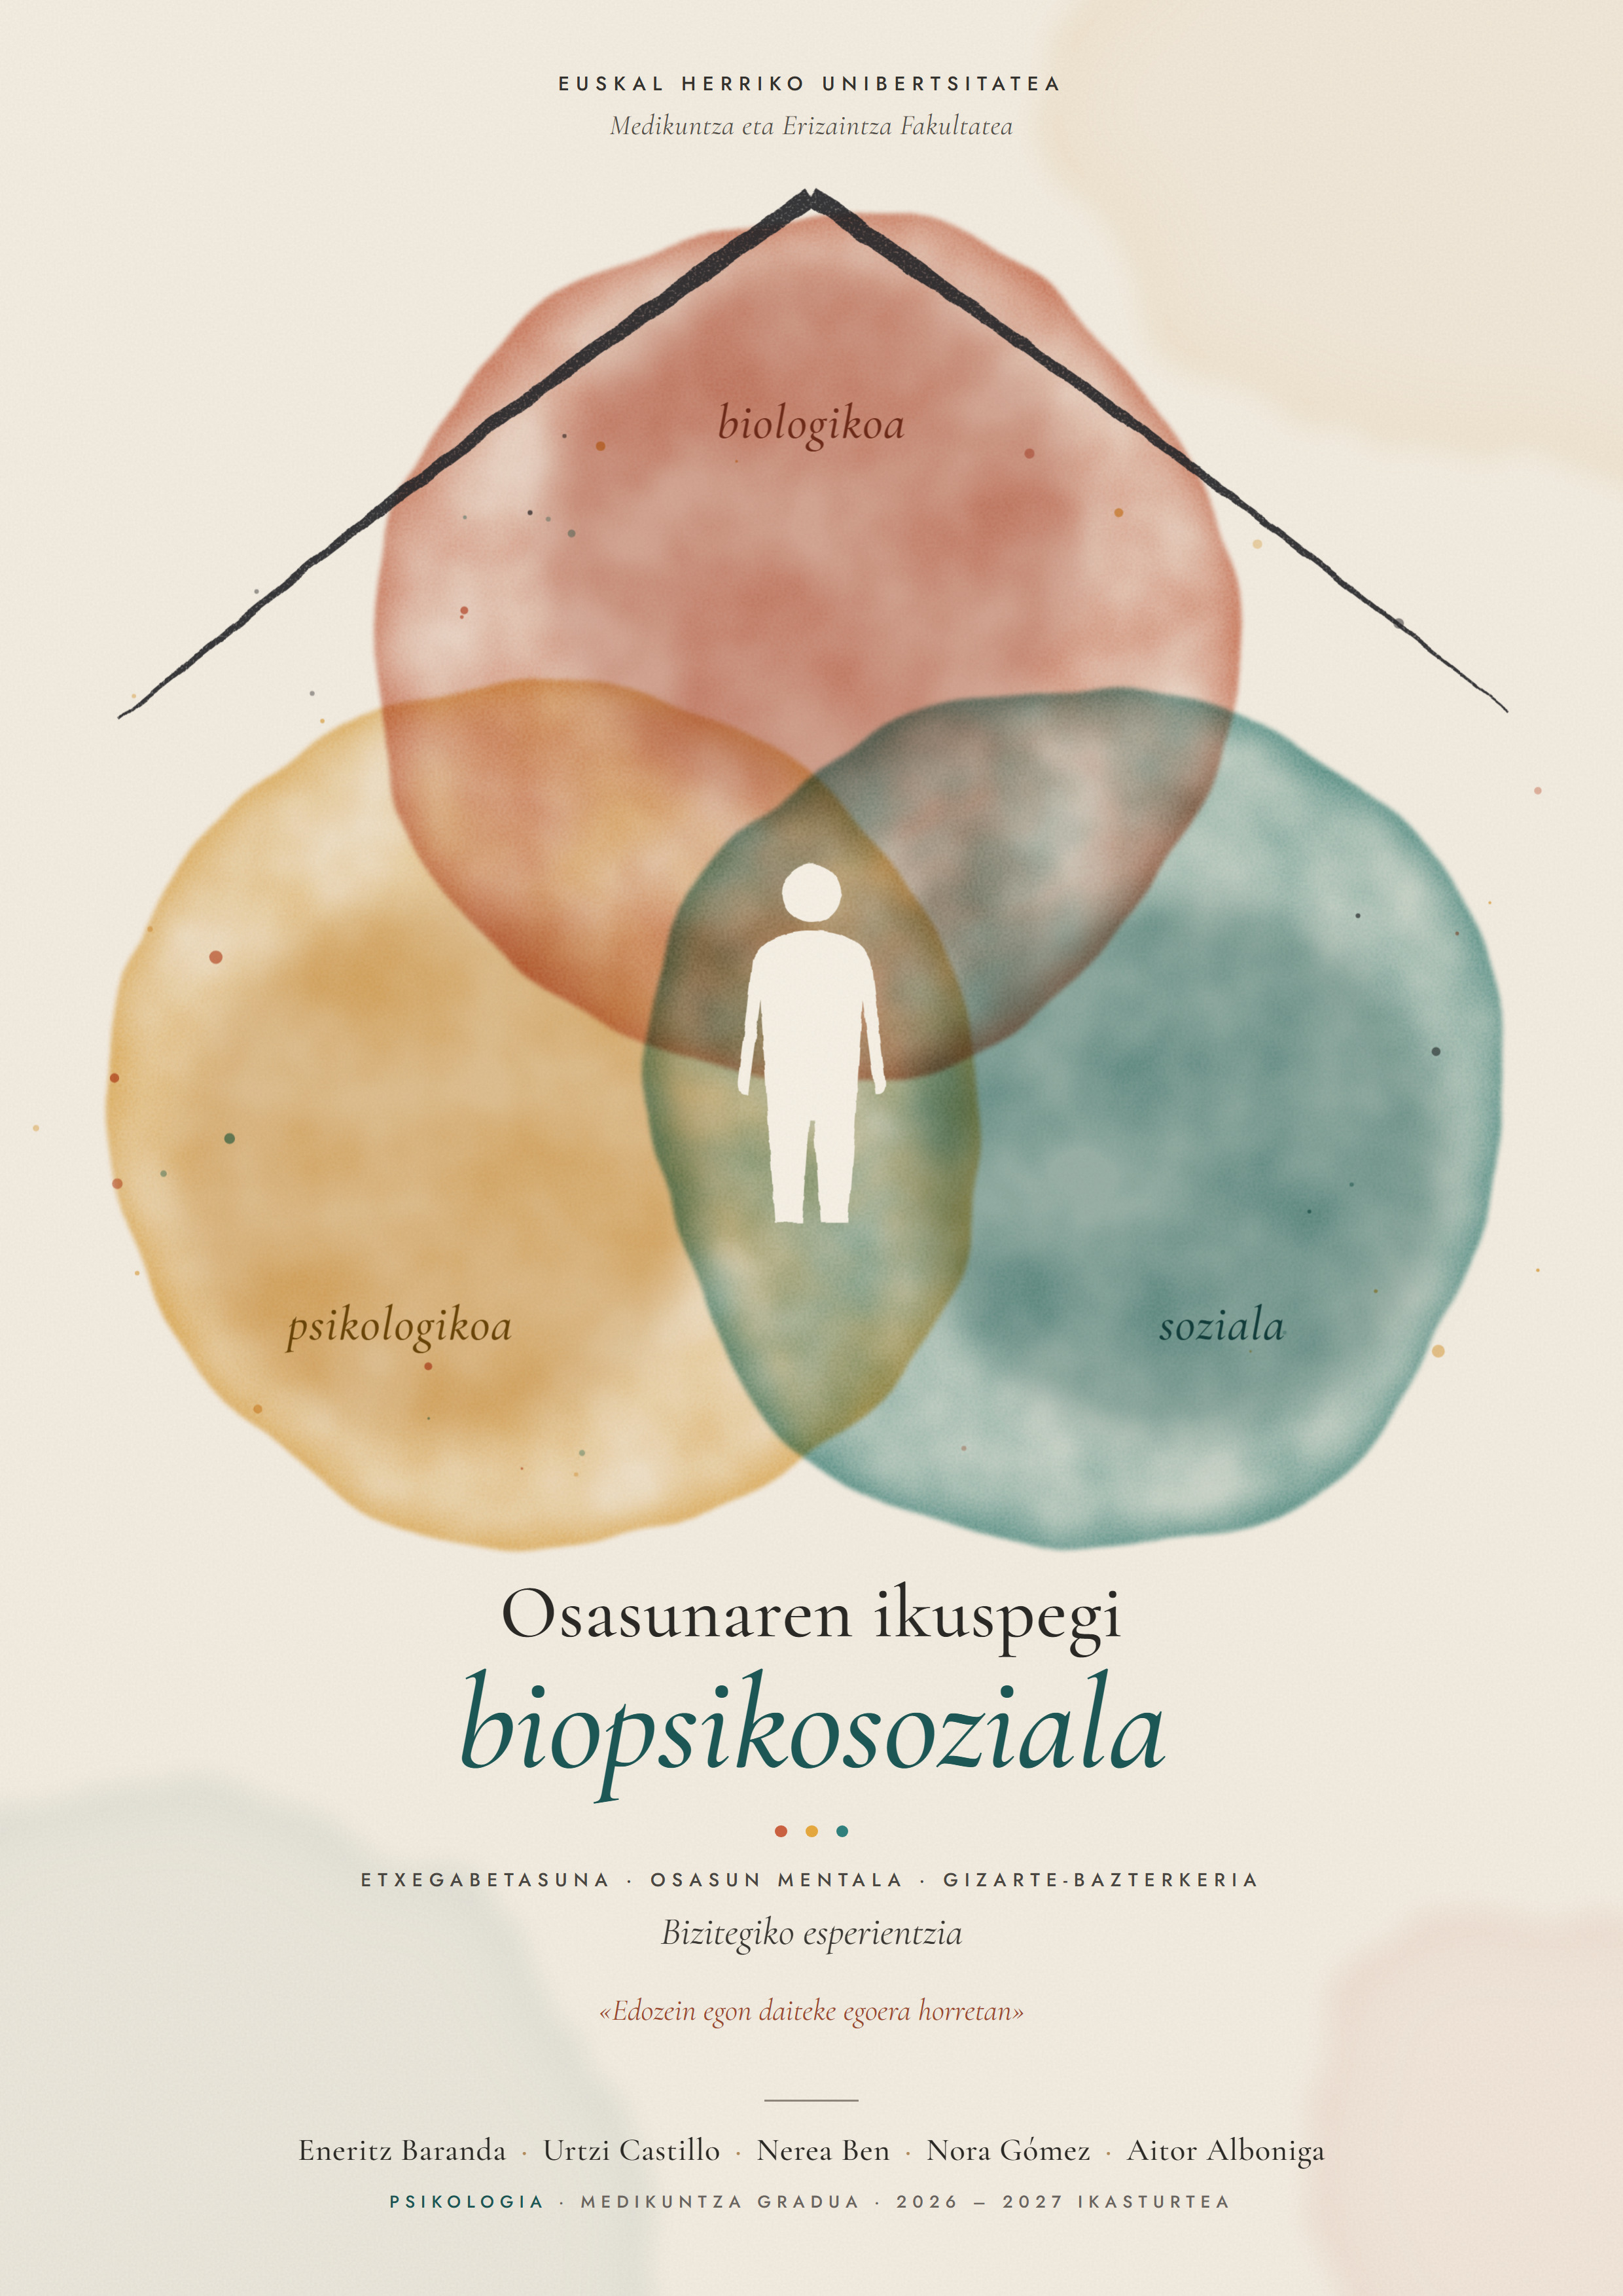 EUSKAL HERRIKO UNIBERTSITATEA
Medikuntza eta Erizaintza Fakultatea
biologikoa
psikologikoa
soziala
Osasunaren ikuspegi
biopsikosoziala
ETXEGABETASUNA · OSASUN MENTALA · GIZARTE-BAZTERKERIA
Bizitegiko esperientzia
«Edozein egon daiteke egoera horretan»
Eneritz Baranda · Urtzi Castillo · Nerea Ben · Nora Gómez · Aitor Alboniga
PSIKOLOGIA · MEDIKUNTZA GRADUA · 2026 – 2027 IKASTURTEA